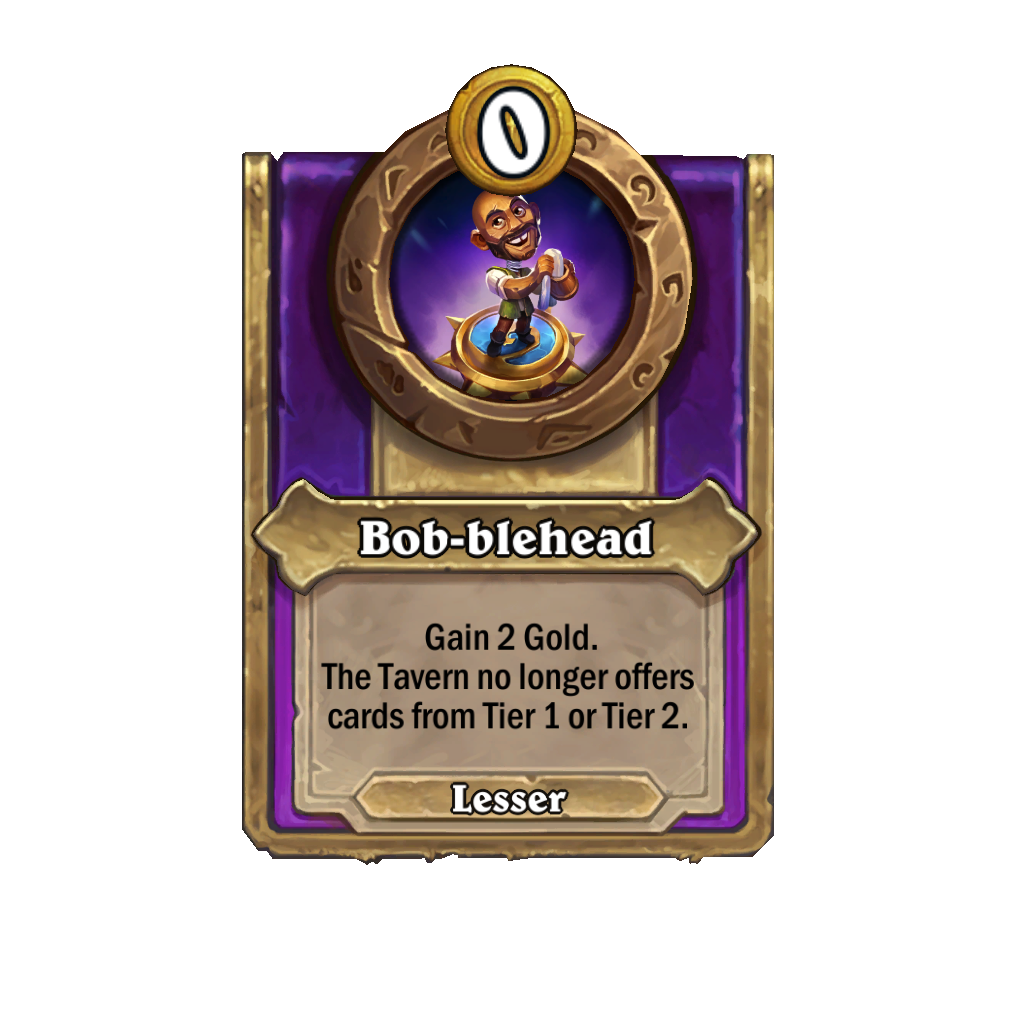 0
Bob-blehead
Gain 2 Gold.
The Tavern no longer offers
cards from Tier 1 or Tier 2.
Lesser